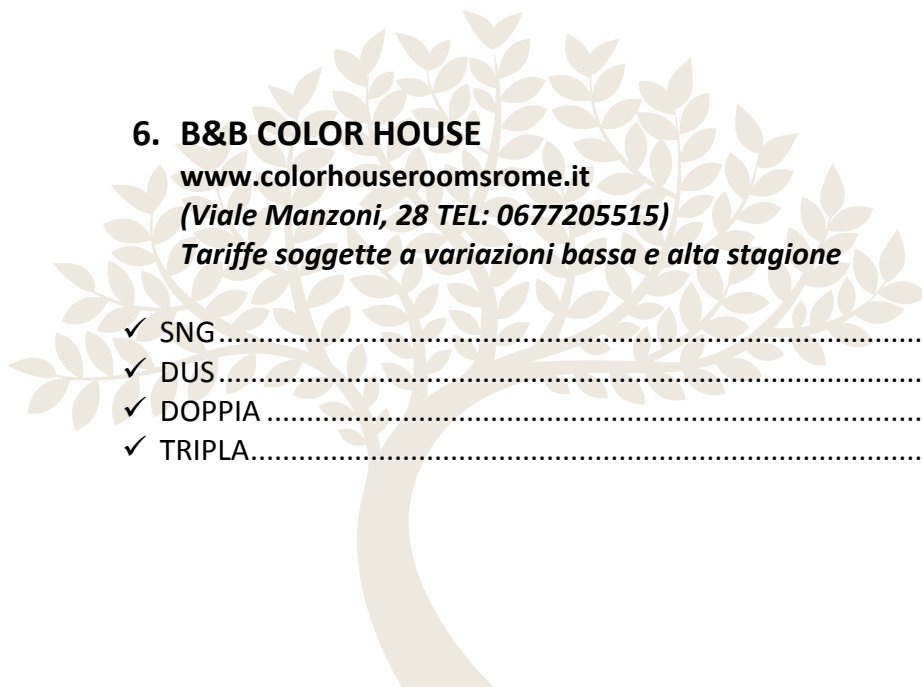 6. B&B COLOR HOUSE
www.colorhouseroomsrome.it
(Viale Manzoni, 28 TEL: 0677205515)
Tariffe soggette a variazioni bassa e alta stagione
✓ SNG..........................................................................................
✓ DUS..........................................................................................
✓ DOPPIA ....................................................................................
✓ TRIPLA......................................................................................